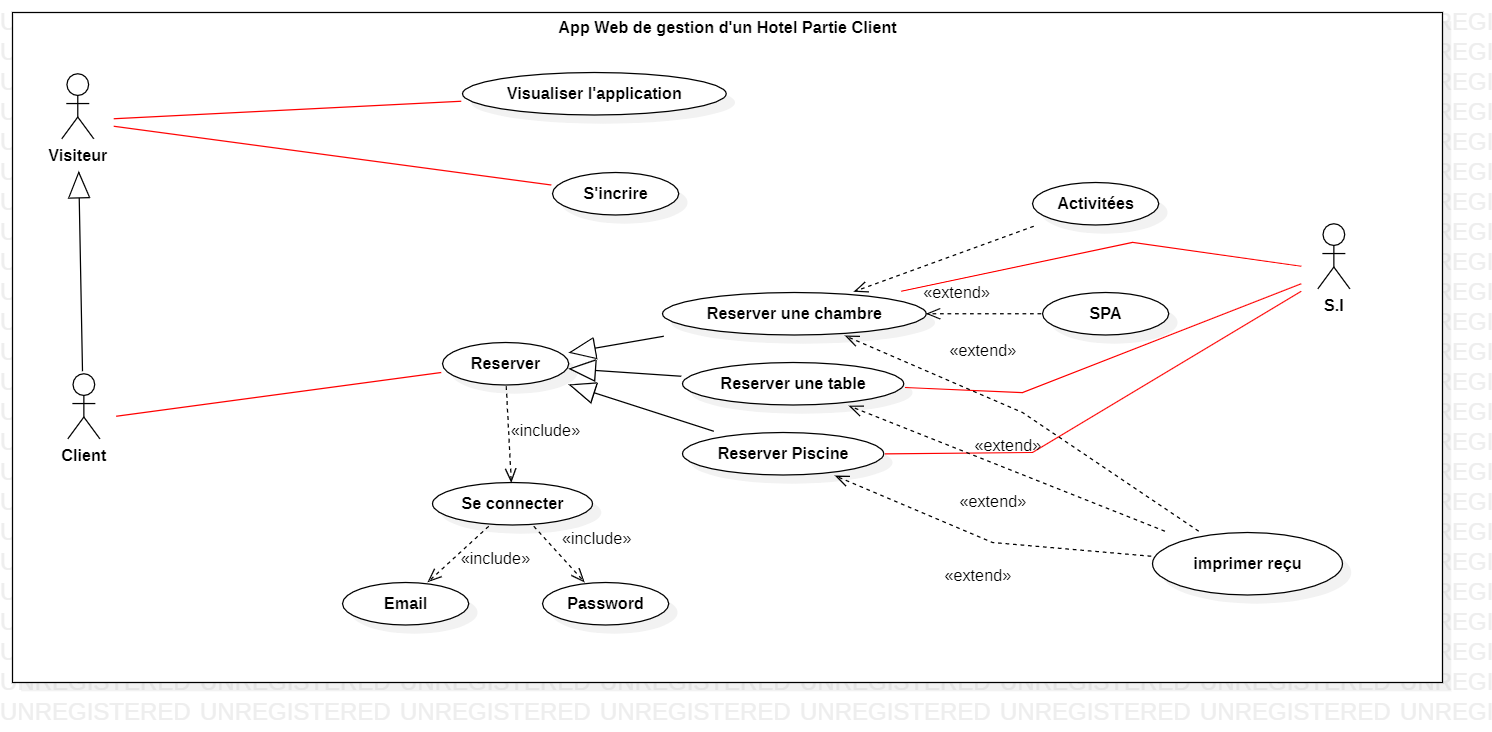 App Web de gestion d'un Hotel Partie Client
Visualiser l'application
Visiteur
S'incrire
Activitées
«extend»
S.I
Reserver une chambre
SPA
«extend»
Reserver
Reserver une table
«include»
«extend»
Client
Reserver Piscine
Se connecter
«extend»
«include»
«include»
imprimer reçu
«extend»
Email
Password
UNREGISTERED UNREGISTERED UNREGISTERED UNREGISTERED UNREGISTERED UNREGISTERED UNREGISTERED UNREGI